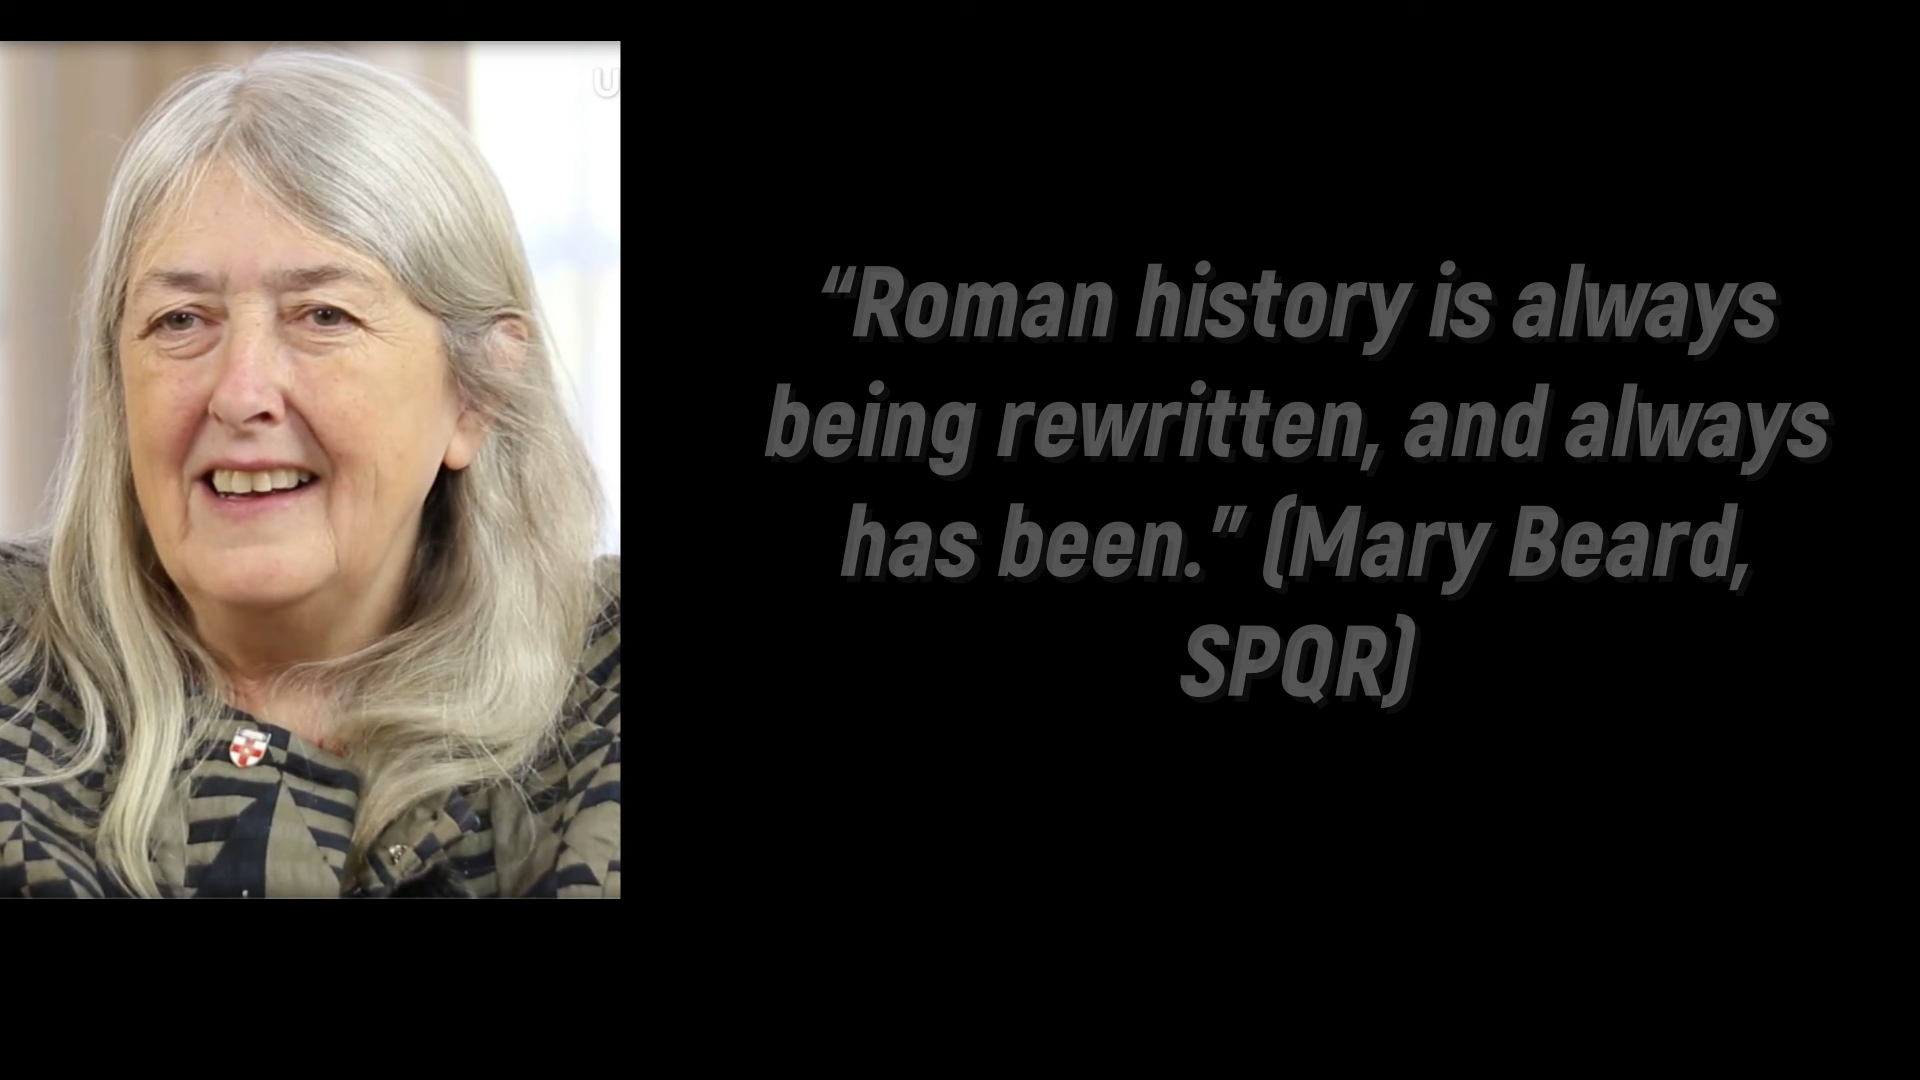 U
“Roman history is always
being rewritten, and always
has been.” (Mary Beard,
SPQR)